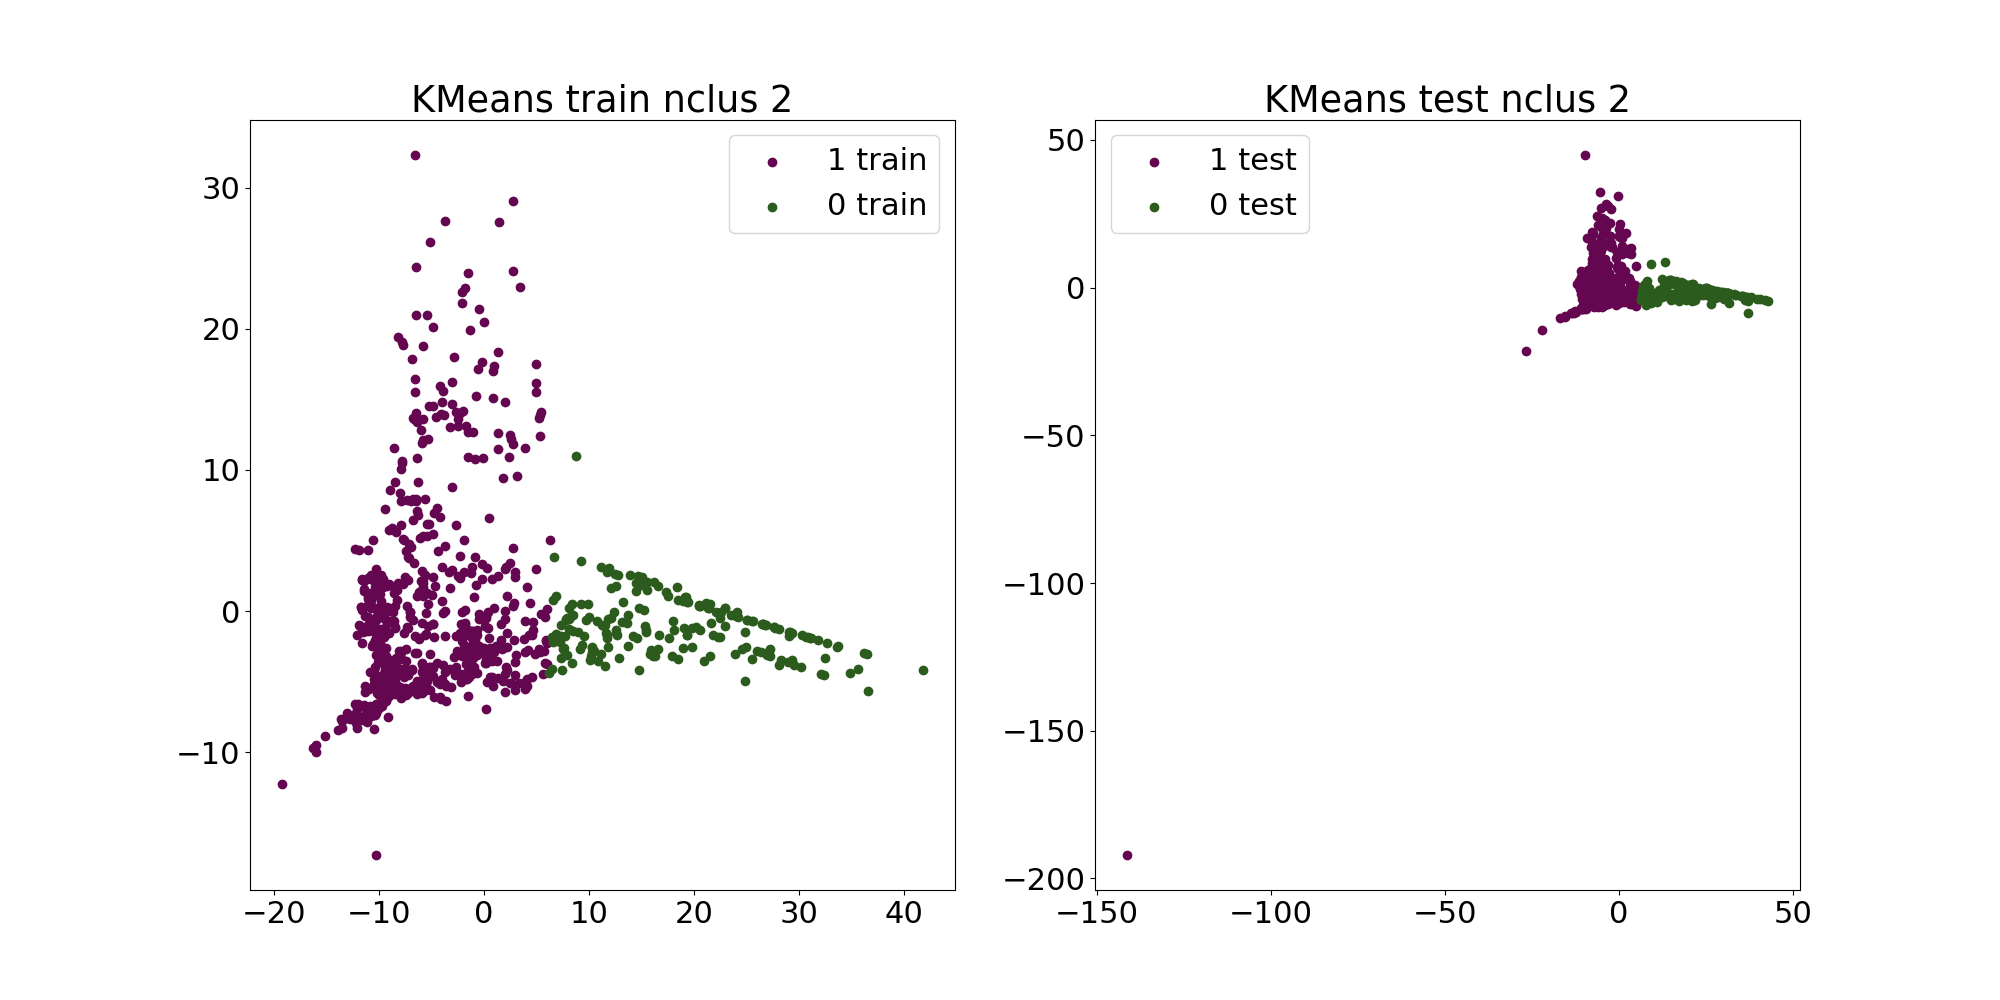 KMeans train nclus 2
1 train
0 train
30
20
10
0
−10
−20 −10 0 10 20 30 40
KMeans test nclus 2
1 test
0 test
50
0
−50
−100
−150
−200
−150 −100 −50 0 50